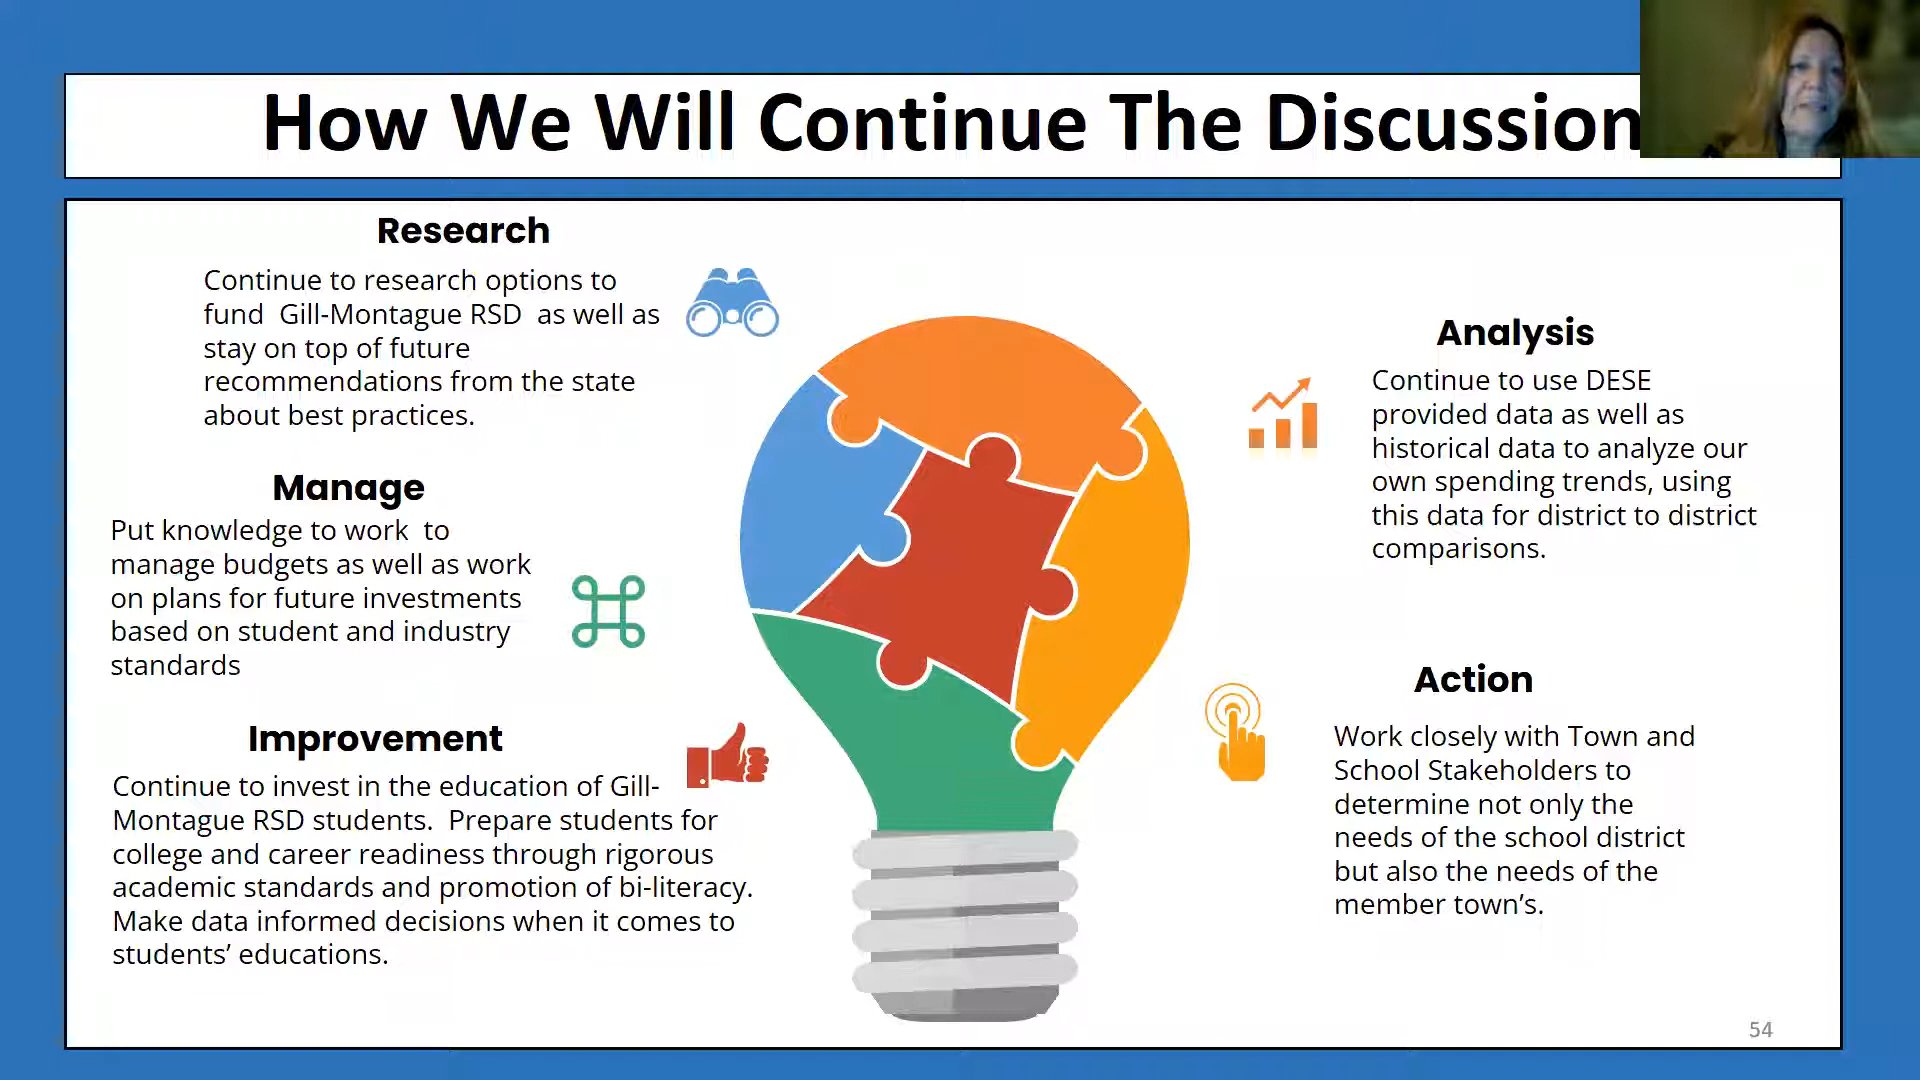 How We Will Continue The Discussion
Research
Continue to research options to
fund Gill-Montague RSD as well as
stay on top of future
recommendations from the state
about best practices.
Manage
Put knowledge to work to
manage budgets as well as work
on plans for future investments
based on student and industry
standards
Improvement
Continue to invest in the education of Gill-
Montague RSD students. Prepare students for
college and career readiness through rigorous
academic standards and promotion of bi-literacy.
Make data informed decisions when it comes to
students’ educations.
Analysis
Continue to use DESE
provided data as well as
historical data to analyze our
own spending trends, using
this data for district to district
comparisons.
Action
Work closely with Town and
School Stakeholders to
determine not only the
needs of the school district
but also the needs of the
member town’s.
54